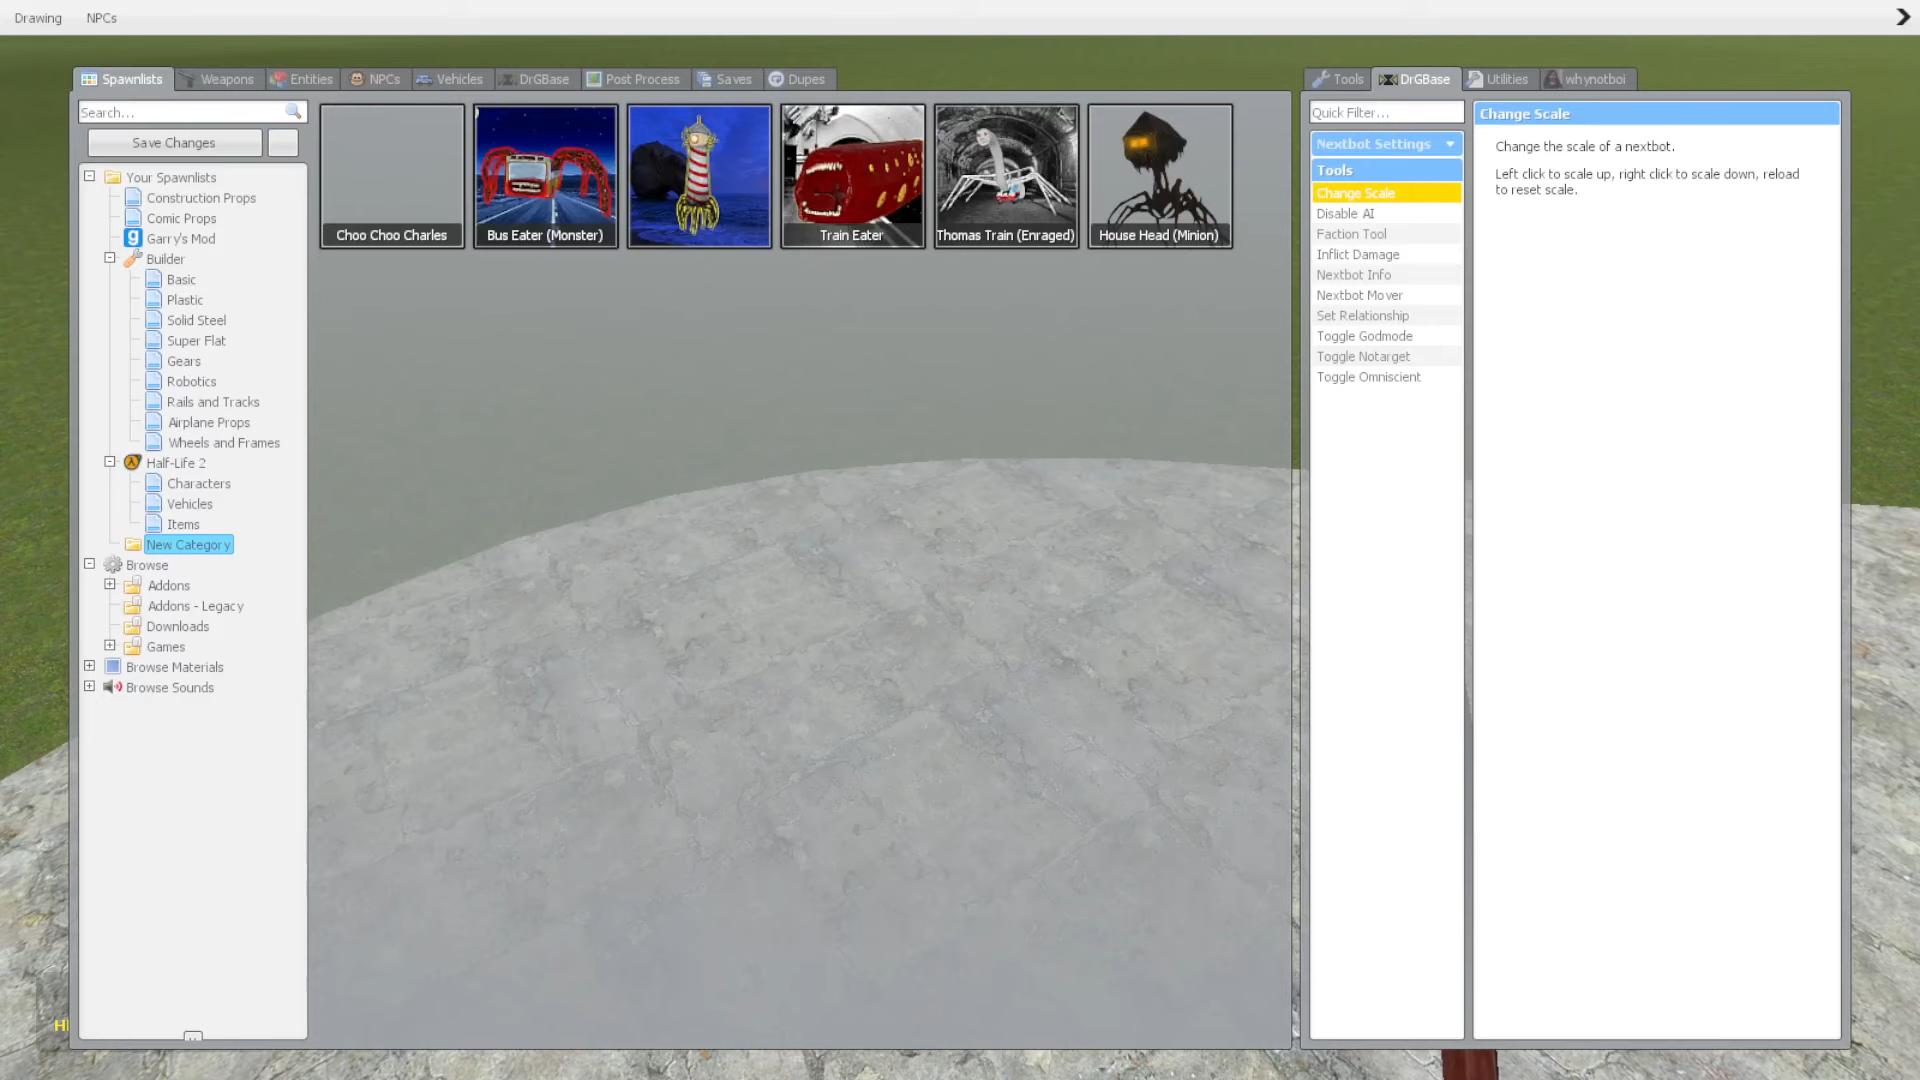 Drawing NPCs
Spawnlists Weapons Entities NPCs Vehicles DrGBase Post Process Saves Dupes
Search...
Save Changes
Your Spawnlists
Construction Props
Comic Props
Garry's Mod
Builder
Basic
Plastic
Solid Steel
Super Flat
Gears
Robotics
Rails and Tracks
Airplane Props
Wheels and Frames
Half-Life 2
Characters
Vehicles
Items
New Category
Browse
Addons
Addons - Legacy
Downloads
Games
Browse Materials
Browse Sounds
Choo Choo Charles
Bus Eater (Monster)
Train Eater
Thomas Train (Enraged)
House Head (Minion)
Tools DrGBase Utilities whynotboi
Quick Filter...
Nextbot Settings
Tools
Change Scale
Disable AI
Faction Tool
Inflict Damage
Nextbot Info
Nextbot Mover
Set Relationship
Toggle Godmode
Toggle Notarget
Toggle Omniscient
Change Scale
Change the scale of a nextbot.
Left click to scale up, right click to scale down, reload
to reset scale.